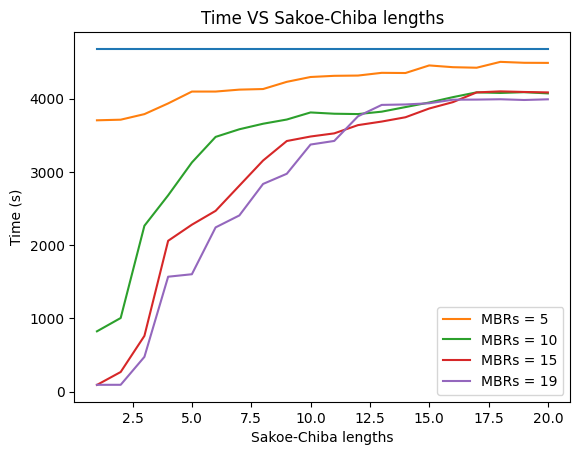 Time VS Sakoe-Chiba lengths
Time (s)
4000
3000
2000
1000
0
MBRs = 5
MBRs = 10
MBRs = 15
MBRs = 19
2.5 5.0 7.5 10.0 12.5 15.0 17.5 20.0
Sakoe-Chiba lengths